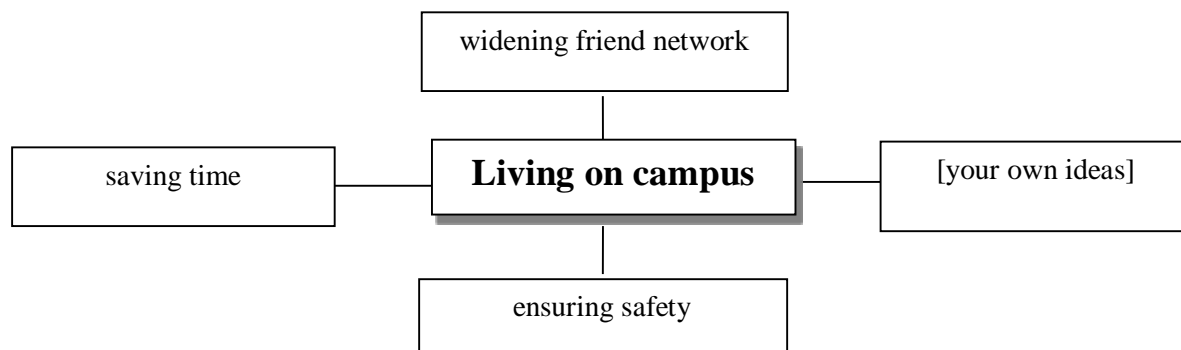 widening friend network
saving time
Living on campus
[your own ideas]
ensuring safety